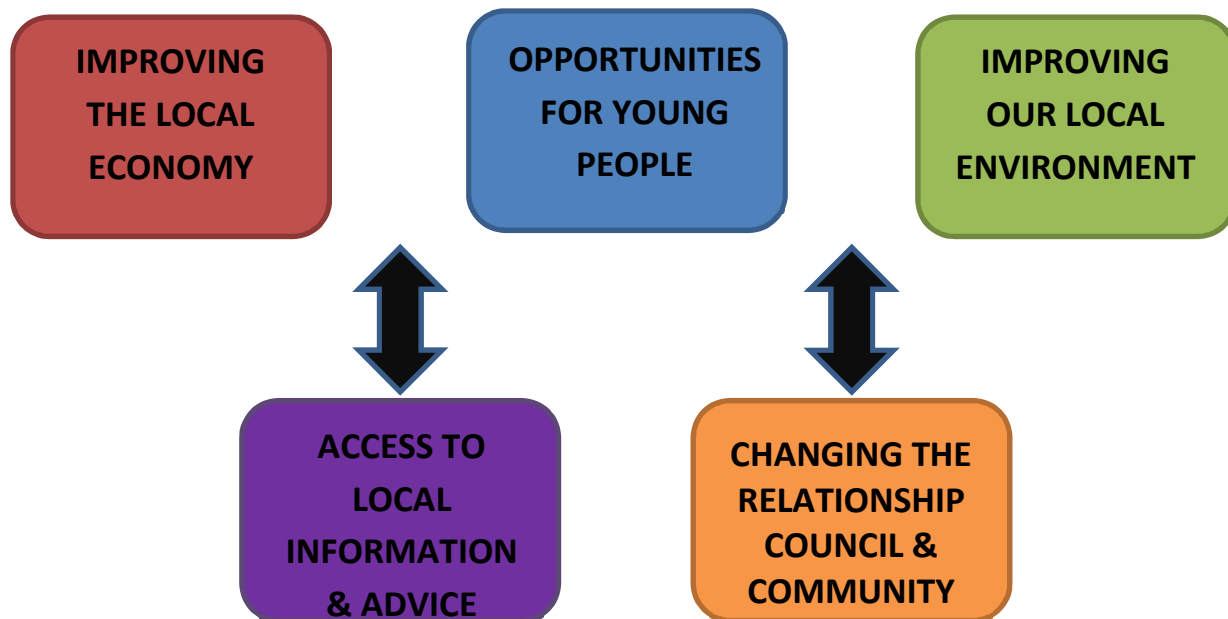 IMPROVING
THE LOCAL
ECONOMY
OPPORTUNITIES
FOR YOUNG
PEOPLE
IMPROVING
OUR LOCAL
ENVIRONMENT
ACCESS TO
LOCAL
INFORMATION
& ADVICE
CHANGING THE
RELATIONSHIP
COUNCIL &
COMMUNITY